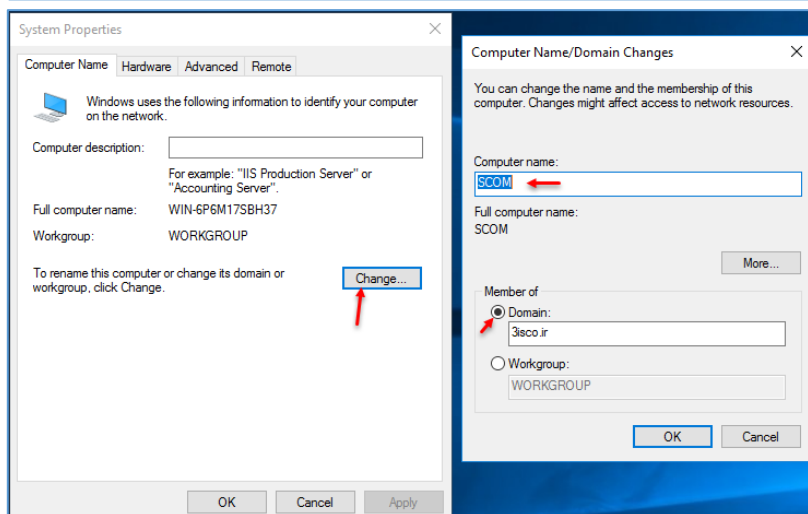 System Properties
Computer Name
Hardware
Advanced
Remote
Windows uses the following information to identify your computer
on the network.
Computer description:
For example: "IIS Production Server" or
"Accounting Server".
Full computer name:
WIN-6P6M17SBH37
Workgroup:
WORKGROUP
To rename this computer or change its domain or
workgroup, click Change.
Change...
OK
Cancel
Apply
Computer Name/Domain Changes
You can change the name and the membership of this
computer. Changes might affect access to network resources.
Computer name:
SCOM
Full computer name:
SCOM
More...
Member of
Domain:
3isco.ir
Workgroup:
WORKGROUP
OK
Cancel